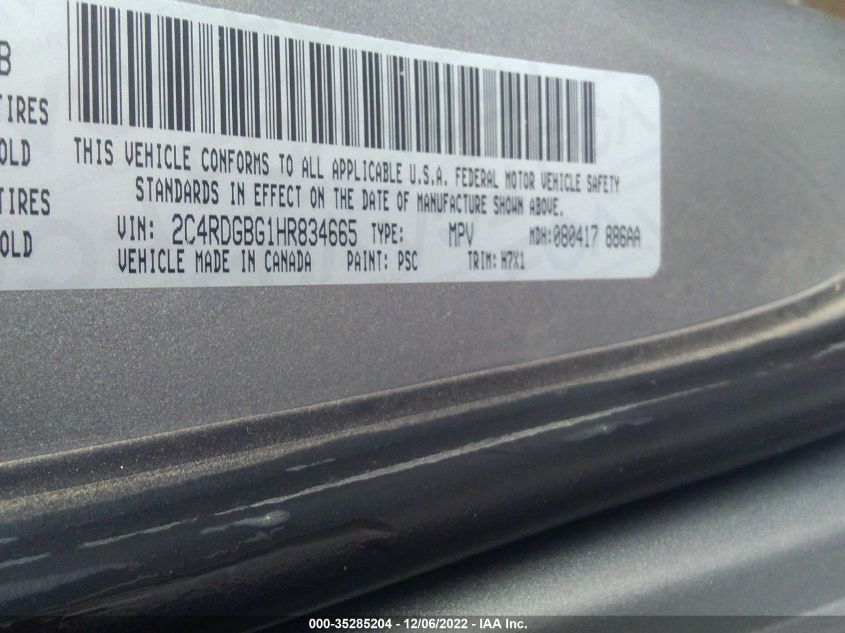 B
TIRES
OLD
TIRES
OLD
THIS VEHICLE CONFORMS TO ALL APPLICABLE U.S.A. FEDERAL MOTOR VEHICLE SAFETY
STANDARDS IN EFFECT ON THE DATE OF MANUFACTURE SHOWN ABOVE.
VIN: 2C4RDGBG1HR834665 TYPE: MPV MDH:080417 886AA
VEHICLE MADE IN CANADA PAINT: PSC TRIM: H7X1
000-35285204 - 12/06/2022 - IAA Inc.